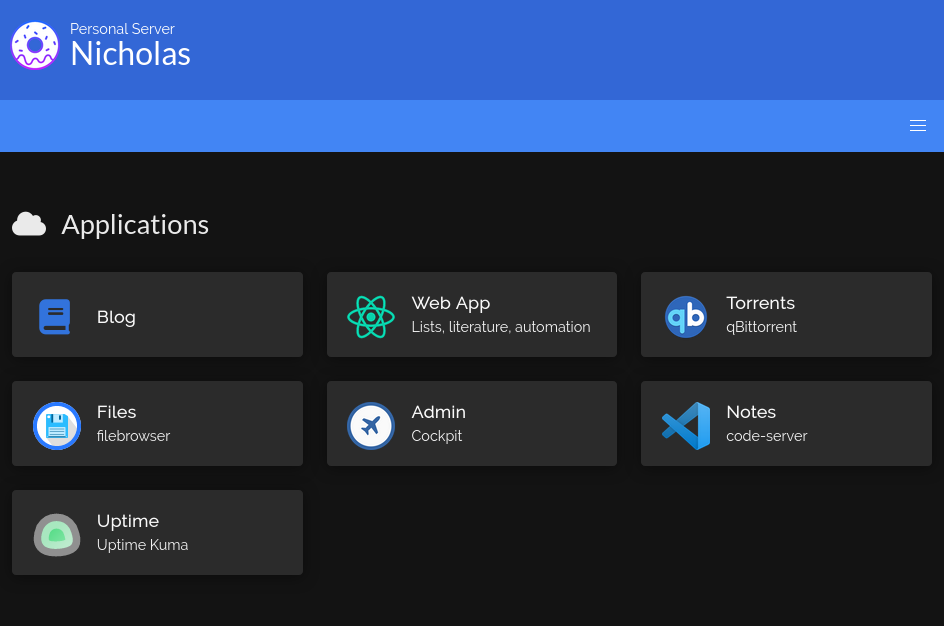 Personal Server
Nicholas
Applications
Blog
Web App
Lists, literature, automation
qb
Torrents
qBittorrent
Files
filebrowser
Admin
Cockpit
Notes
code-server
Uptime
Uptime Kuma